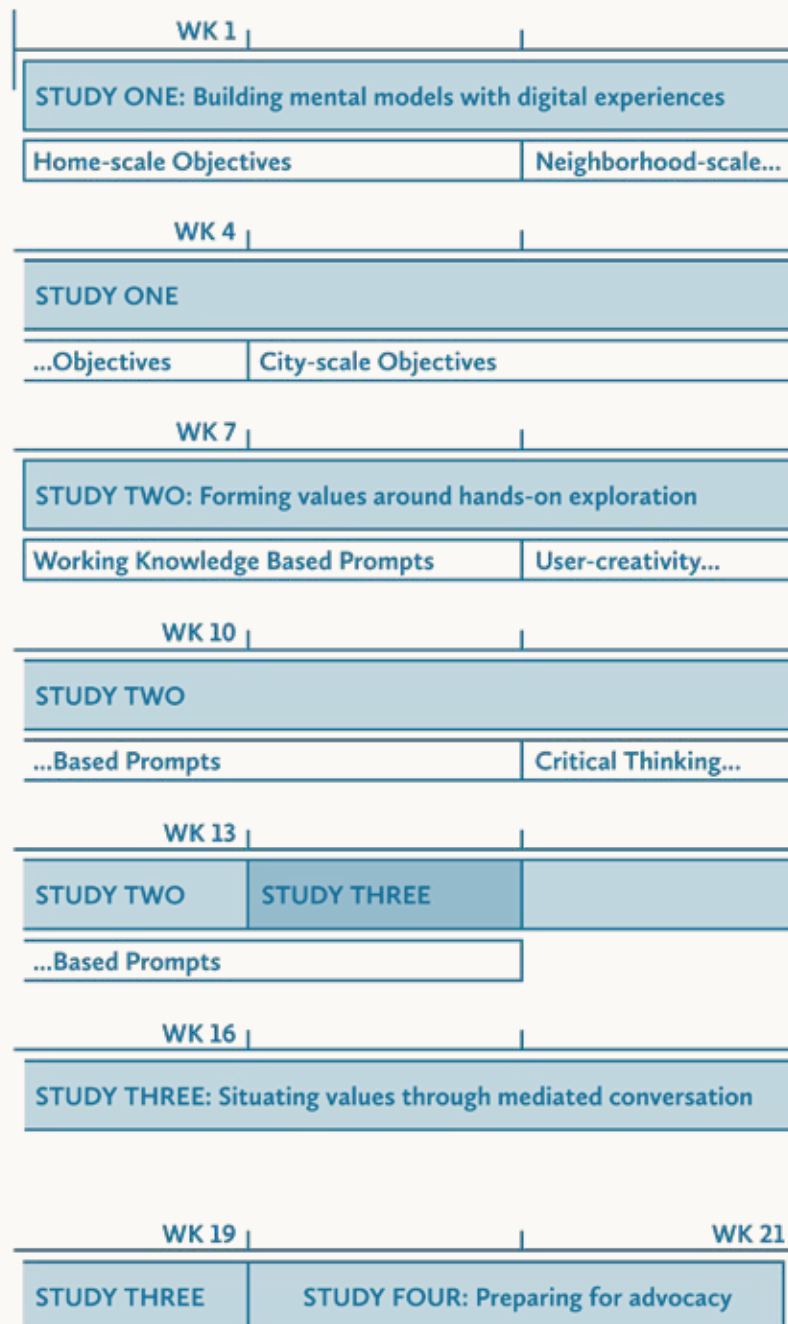 WK 1
STUDY ONE: Building mental models with digital experiences
Home-scale Objectives
Neighborhood-scale...
WK 4
STUDY ONE
...Objectives
City-scale Objectives
WK 7
STUDY TWO: Forming values around hands-on exploration
Working Knowledge Based Prompts
User-creativity...
WK 10
STUDY TWO
...Based Prompts
Critical Thinking...
WK 13
STUDY TWO
STUDY THREE
...Based Prompts
WK 16
STUDY THREE: Situating values through mediated conversation
WK 19
WK 21
STUDY THREE
STUDY FOUR: Preparing for advocacy